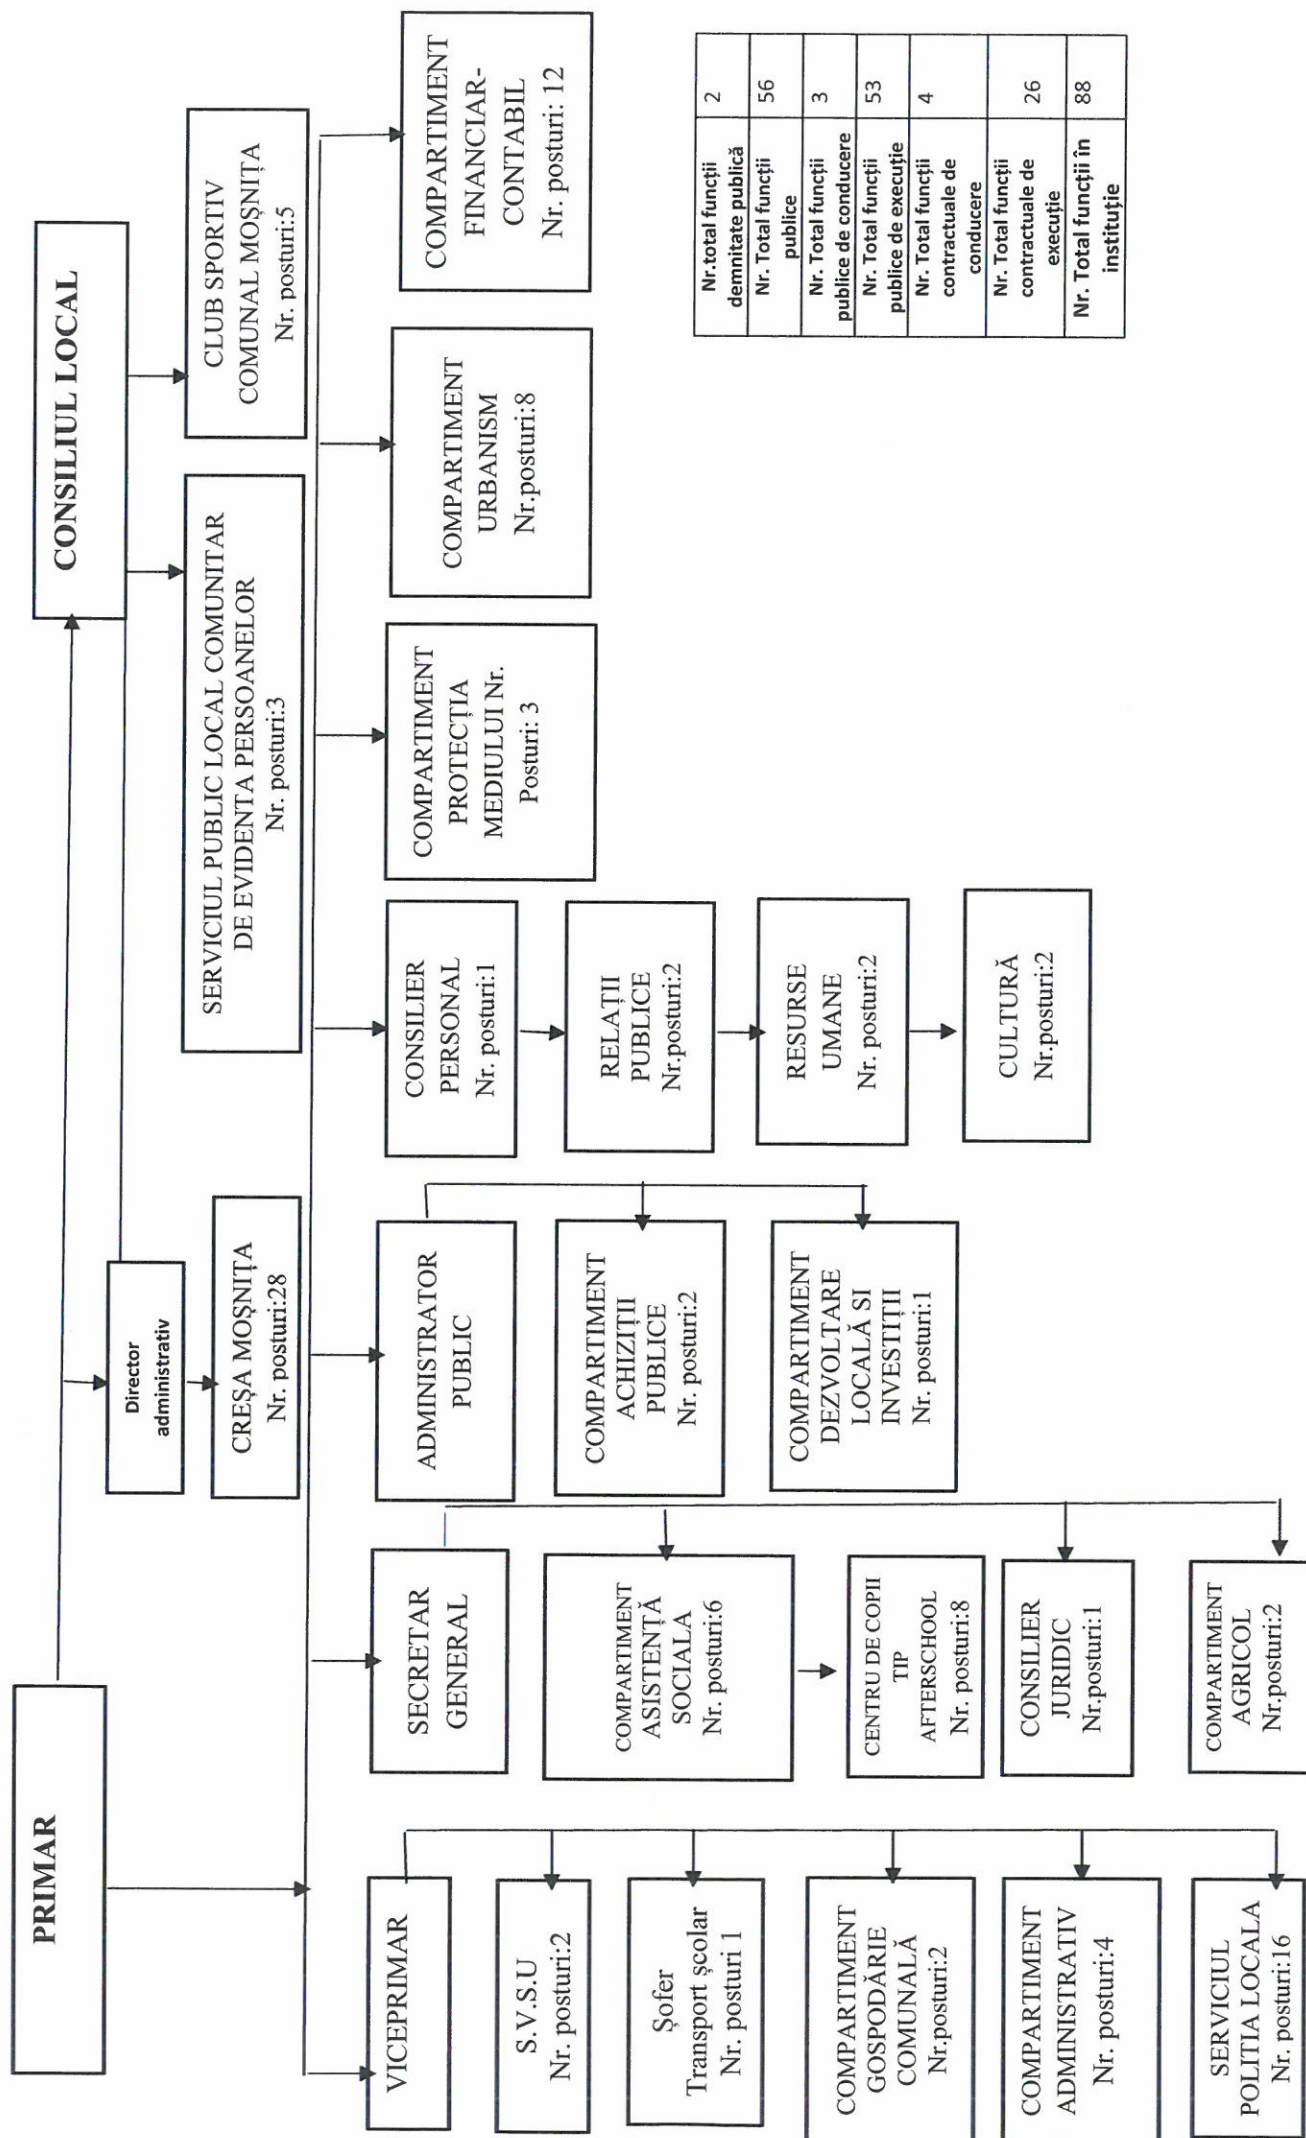 PRIMAR
CONSILIUL LOCAL
Director
administrativ
CREȘA MOȘNIȚA
Nr. posturi:28
SERVICIUL PUBLIC LOCAL COMUNITAR
DE EVIDENTA PERSOANELOR
Nr. posturi:3
CLUB SPORTIV
COMUNAL MOȘNIȚA
Nr. posturi:5
VICEPRIMAR
SECRETAR
GENERAL
ADMINISTRATOR
PUBLIC
CONSILIER
PERSONAL
Nr. posturi:1
COMPARTIMENT
PROTECȚIA
MEDIULUI Nr.
Posturi: 3
COMPARTIMENT
URBANISM
Nr.posturi:8
COMPARTIMENT
FINANCIAR-
CONTABIL
Nr. posturi: 12
S.V.S.U
Nr. posturi:2
Șofer
Transport școlar
Nr. posturi 1
COMPARTIMENT
GOSPODĂRIE
COMUNALĂ
Nr.posturi:2
COMPARTIMENT
ADMINISTRATIV
Nr. posturi:4
SERVICIUL
POLITIA LOCALA
Nr. posturi:16
COMPARTIMENT
ASISTENȚĂ
SOCIALA
Nr. posturi:6
CENTRU DE COPII
TIP
AFTERSCHOOL
Nr. posturi:8
CONSILIER
JURIDIC
Nr.posturi:1
COMPARTIMENT
AGRICOL
Nr.posturi:2
COMPARTIMENT
ACHIZIȚII
PUBLICE
Nr. posturi:2
COMPARTIMENT
DEZVOLTARE
LOCALĂ SI
INVESTIȚII
Nr. posturi:1
RELAȚII
PUBLICE
Nr.posturi:2
RESURSE
UMANE
Nr. posturi:2
CULTURĂ
Nr.posturi:2
Nr.total funcții 2
demnitate publică
Nr. Total funcții 56
publice
Nr. Total funcții 3
publice de conducere
Nr. Total funcții 53
publice de execuție
Nr. Total funcții 4
contractuale de
conducere
Nr. Total funcții
contractuale de 26
execuție
Nr. Total funcții în 88
instituție